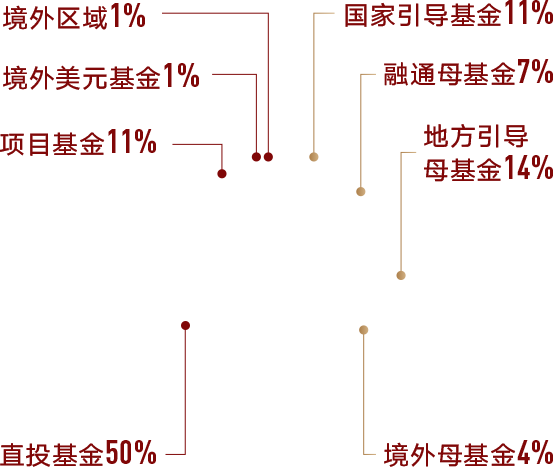 境外区域1%
国家引导基金11%
境外美元基金1%
融通母基金7%
项目基金11%
地方引导
母基金14%
直投基金50%
境外母基金4%